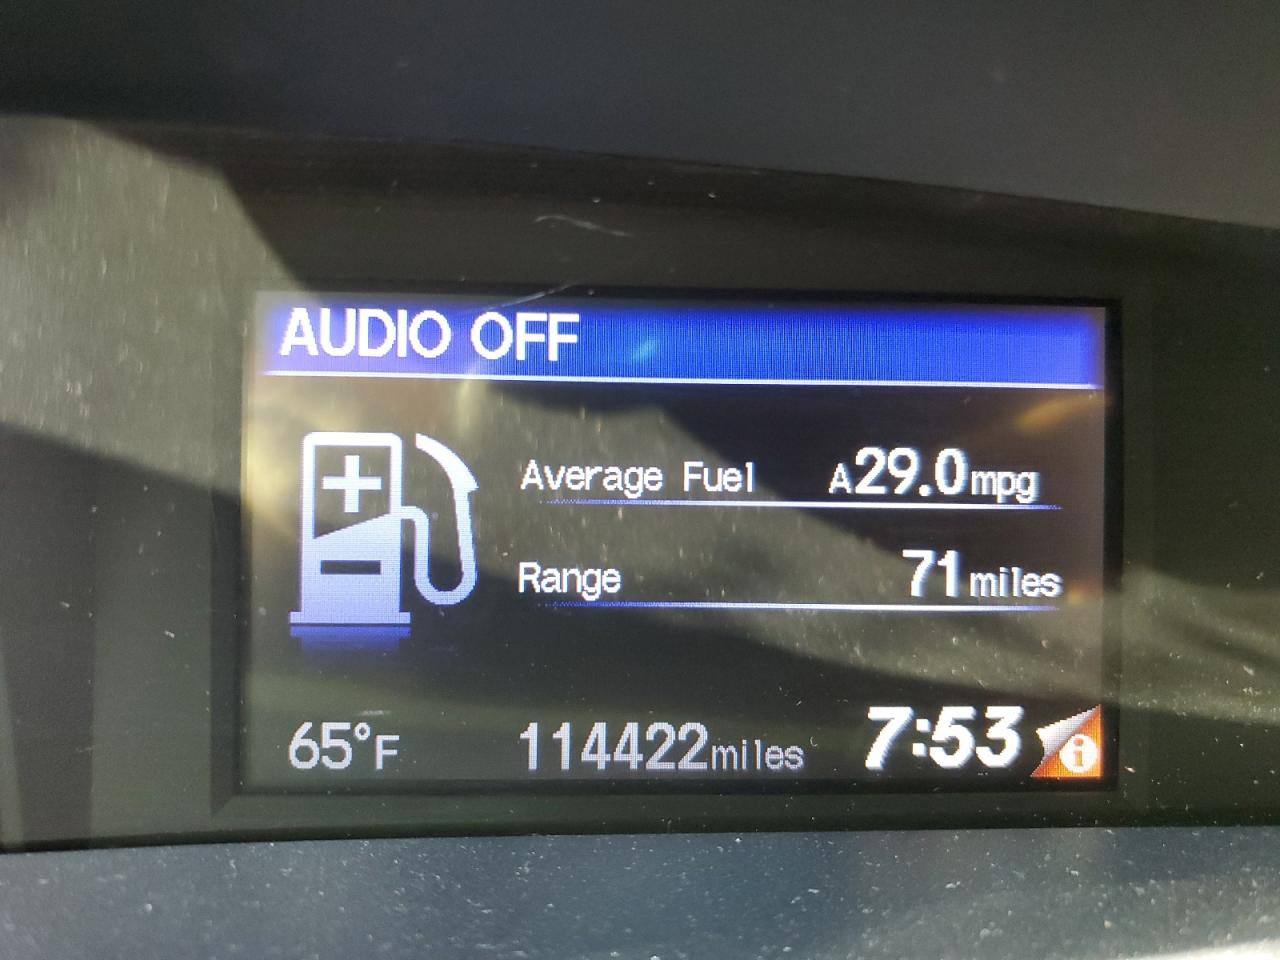 AUDIO OFF
Average Fuel A29.0mpg
Range 71miles
65°F 114422miles 7:53 i